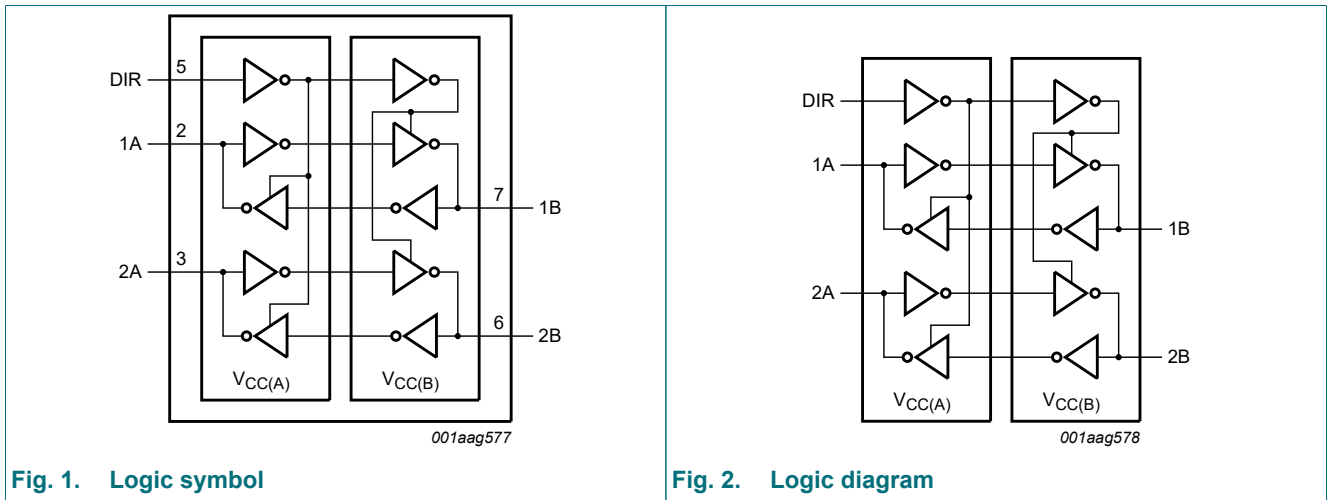 DIR 5
1A 2
7 1B
2A 3
6 2B
VCC(A) VCC(B)
001aag577
Fig. 1. Logic symbol
DIR
1A
1B
2A
2B
VCC(A) VCC(B)
001aag578
Fig. 2. Logic diagram